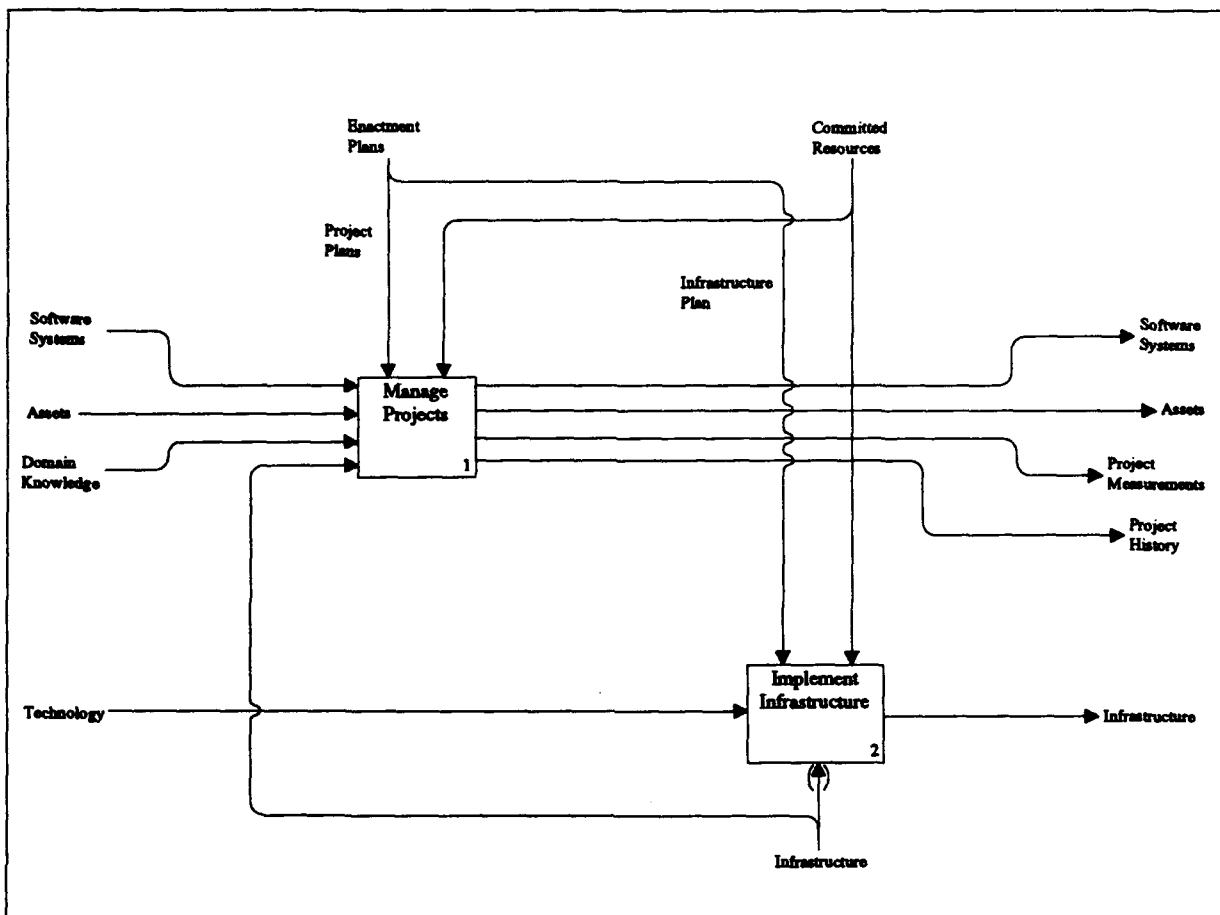 Enactment
Plans
Committed
Resources
Project
Plans
Infrastructure
Plan
Software
Systems
Software
Systems
Manage
Projects
1
Assets
Assets
Domain
Knowledge
Project
Measurements
Project
History
Implement
Infrastructure
2
Technology
Infrastructure
Infrastructure